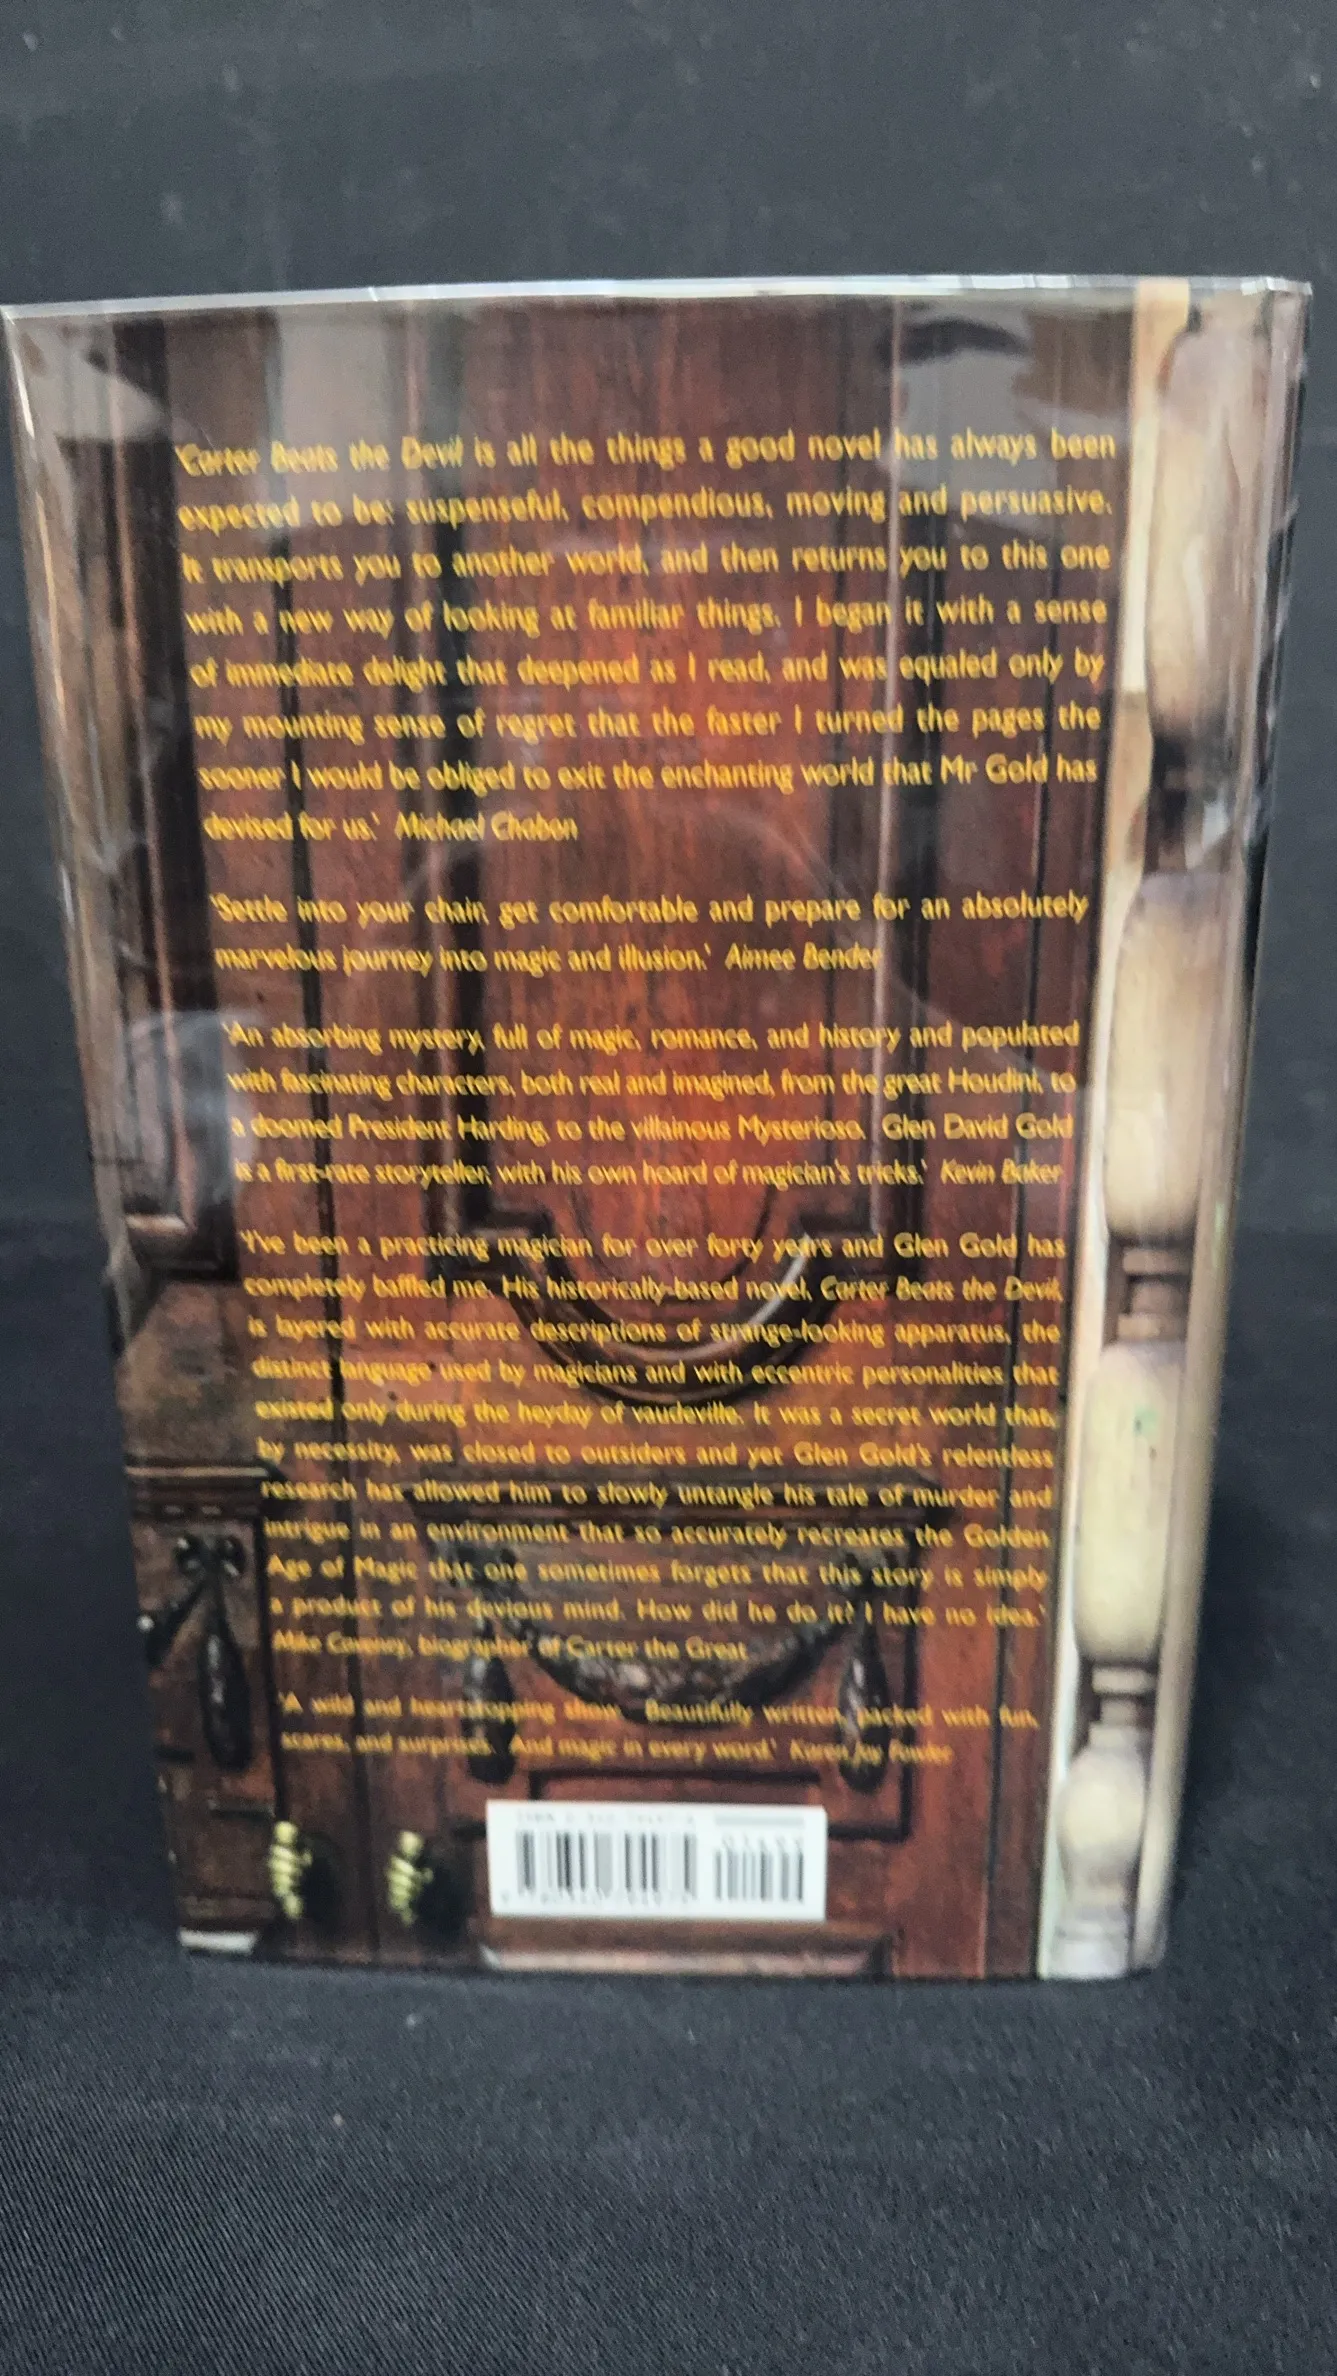 'Carter Beats the Devil is all the things a good novel has always been
expected to be: suspenseful, compendious, moving and persuasive.
It transports you to another world, and then returns you to this one
with a new way of looking at familiar things. I began it with a sense
of immediate delight that deepened as I read, and was equaled only by
my mounting sense of regret that the faster I turned the pages the
sooner I would be obliged to exit the enchanting world that Mr Gold has
devised for us.' Michael Chabon
'Settle into your chair, get comfortable and prepare for an absolutely
marvelous journey into magic and illusion.' Aimee Bender
'An absorbing mystery, full of magic, romance, and history and populated
with fascinating characters, both real and imagined, from the great Houdini, to
a doomed President Harding, to the villainous Mysterioso. Glen David Gold
is a first-rate storyteller, with his own hoard of magician's tricks.' Kevin Baker
'I've been a practicing magician for over forty years and Glen Gold has
completely baffled me. His historically-based novel, Carter Beats the Devil,
is layered with accurate descriptions of strange-looking apparatus, the
distinct language used by magicians and with eccentric personalities that
existed only during the heyday of vaudeville. It was a secret world that,
by necessity, was closed to outsiders and yet Glen Gold's relentless
research has allowed him to slowly untangle his tale of murder and
intrigue in an environment that so accurately recreates the Golden
Age of Magic that one sometimes forgets that this story is simply
a product of his devious mind. How did he do it? I have no idea.'
Mike Caveney, biographer of Carter the Great
'A wild and heartstopping show. Beautifully written, packed with fun,
scares, and surprises. And magic in every word.' Karen Joy Fowler